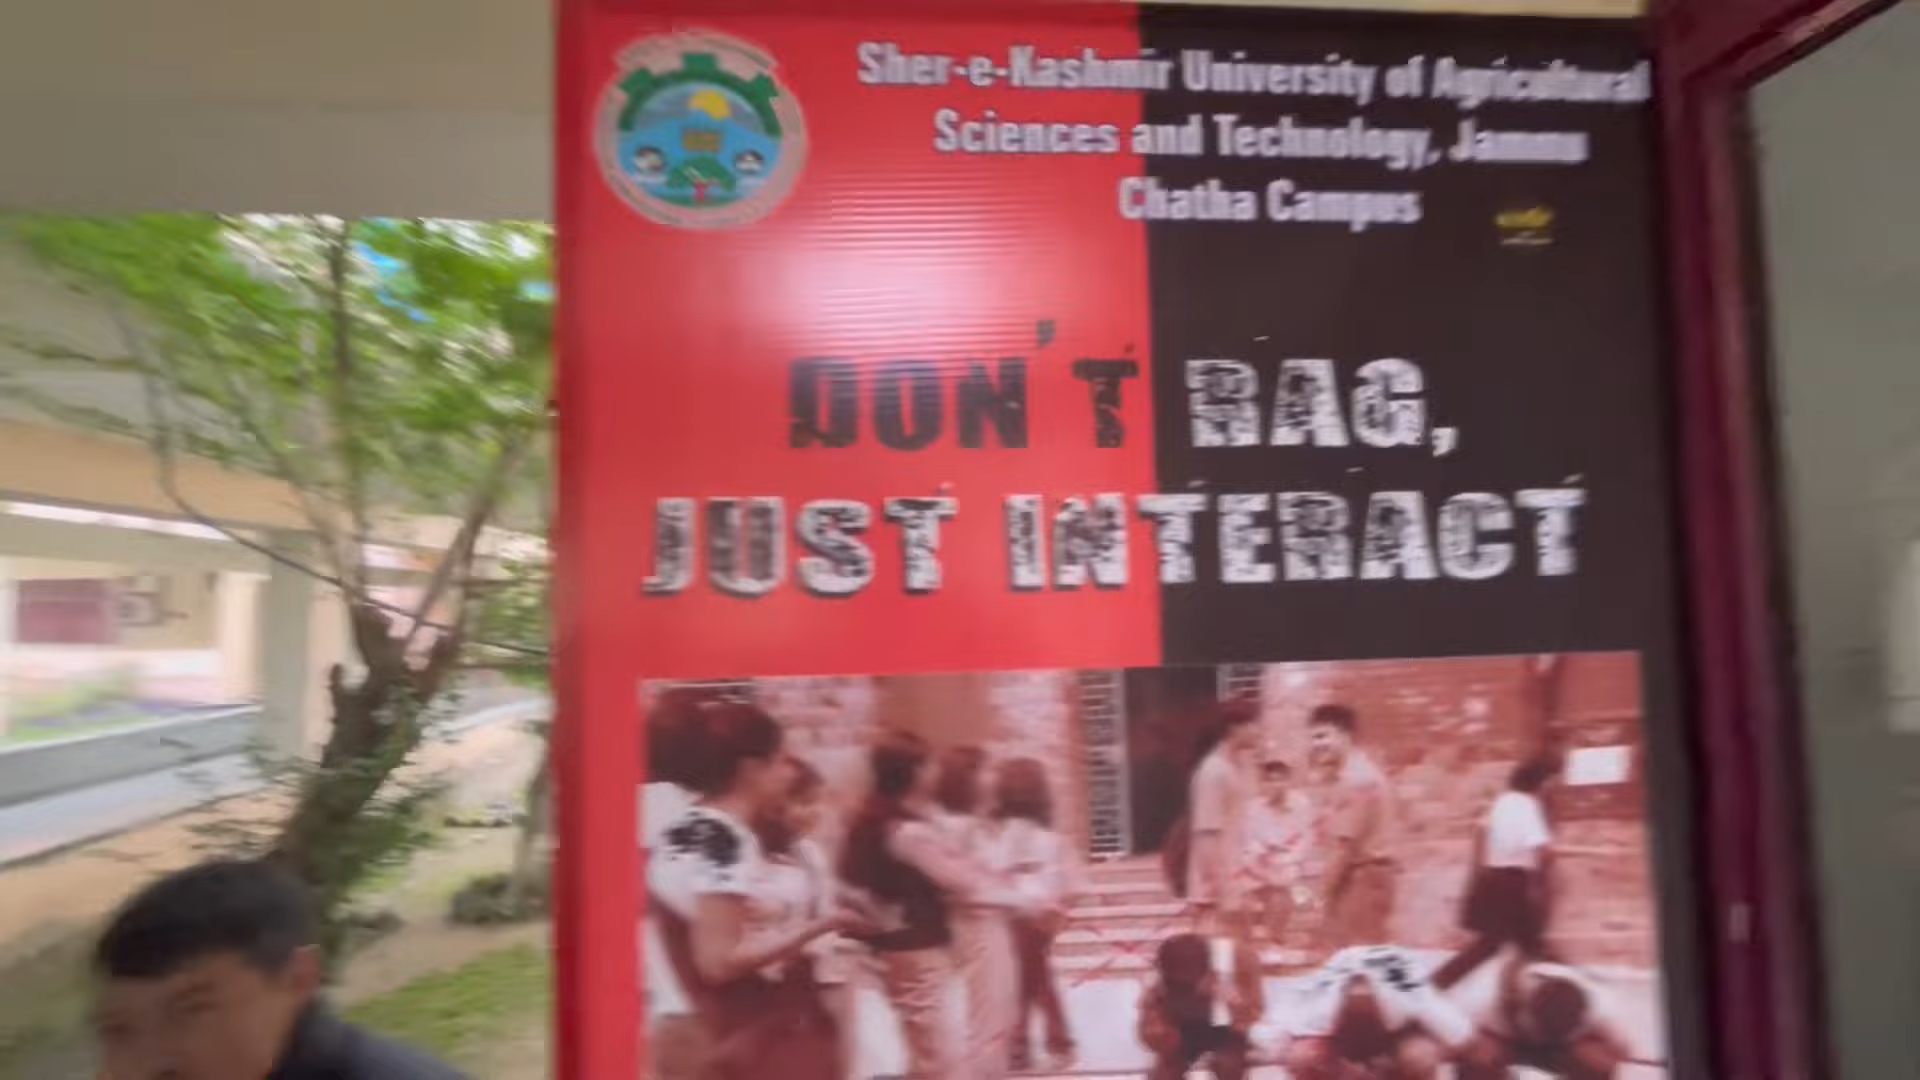 Sher-e-Kashmir University of Agricultural
Sciences and Technology, Jammu
Chatha Campus
DON'T RAG,
JUST INTERACT